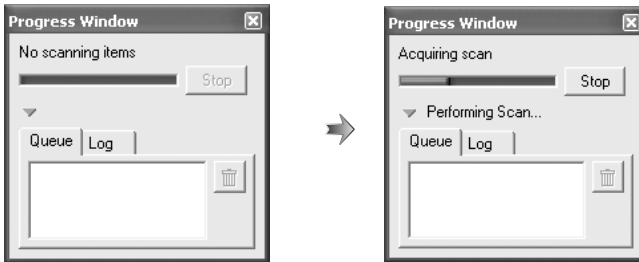 Progress Window
No scanning items
Stop
Queue Log
Progress Window
Acquiring scan
Stop
Performing Scan...
Queue Log